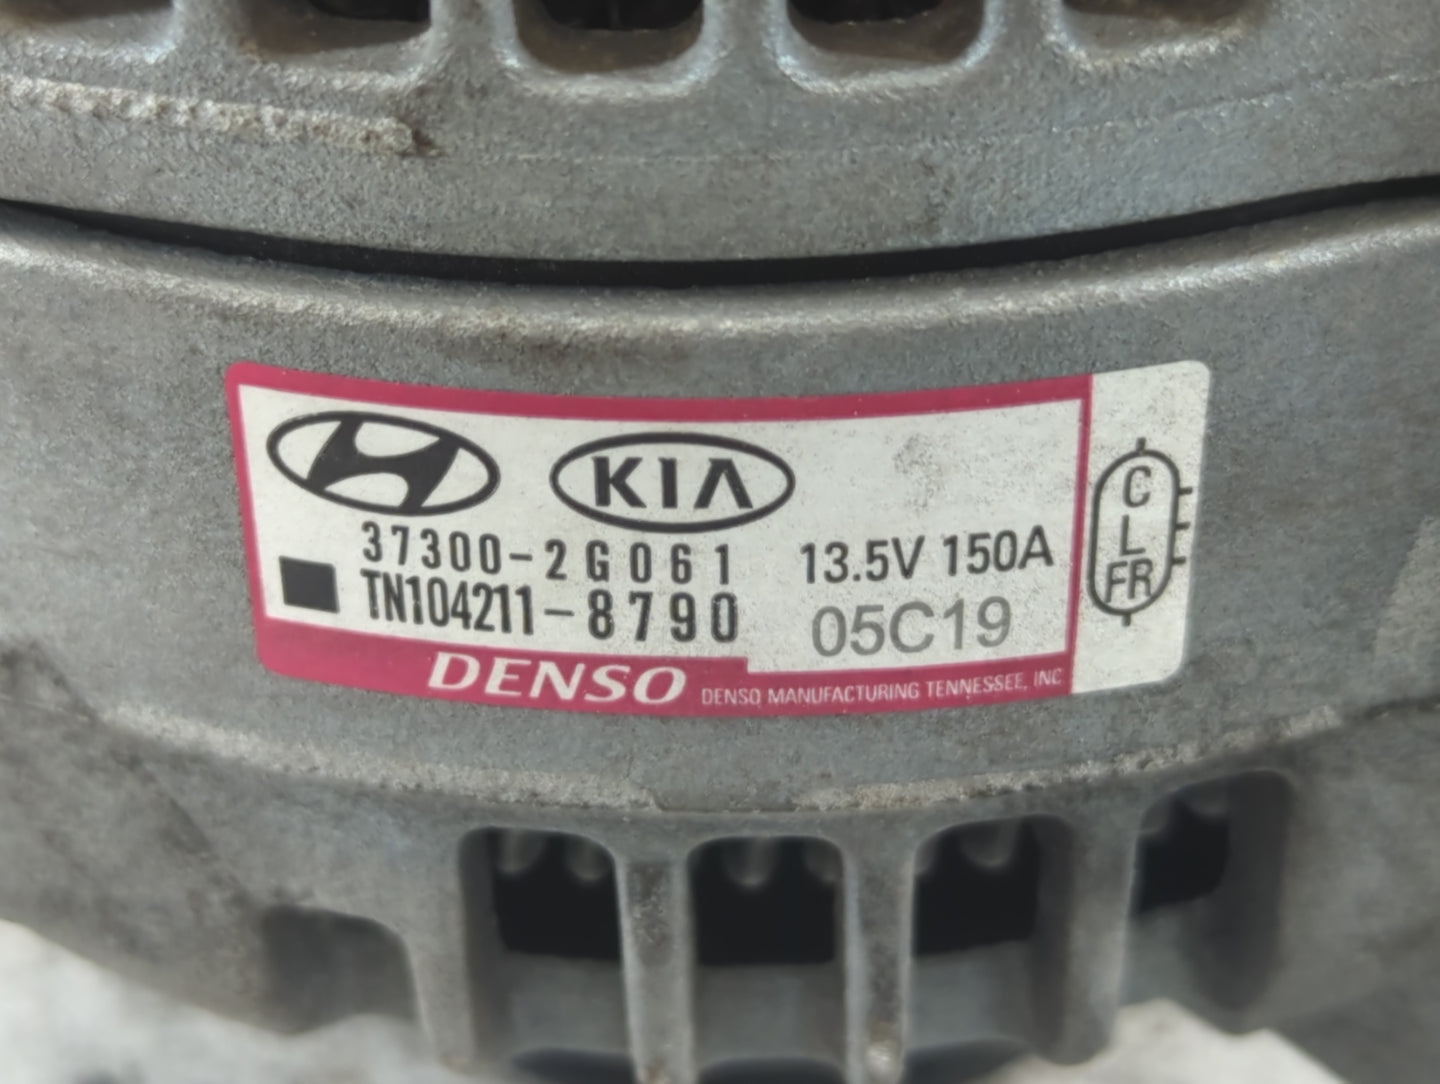 KIA
37300-2G061
TN104211-8790
13.5V 150A
05C19
DENSO
DENSO MANUFACTURING TENNESSEE, INC
C
L
FR